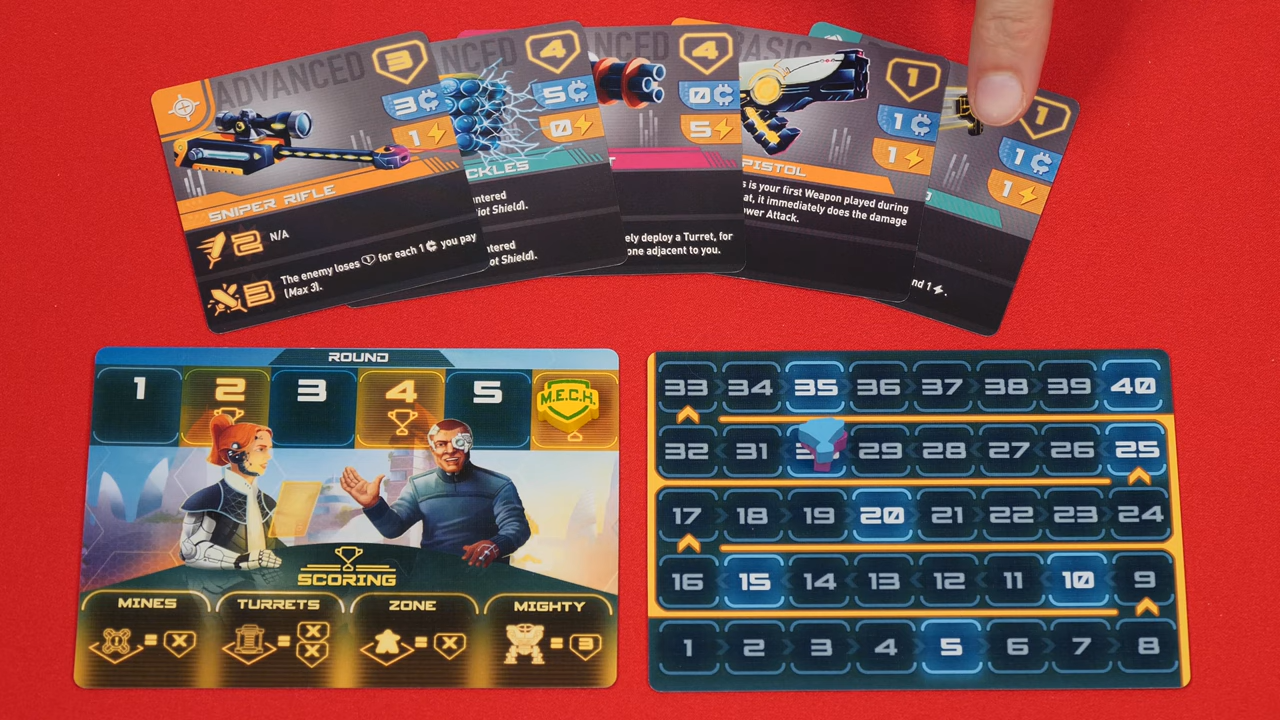 ADVANCED 3
3₵
1
SNIPER RIFLE
2 N/A
The enemy loses 1 for each 1₵ you pay
3 (Max 3).
NCED 4
5₵
0
CKLES
ntered
iot Shield).
ntered
ot Shield).
NCED 4
0₵
5
T
ely deploy a Turret, for
one adjacent to you.
BASIC 1
1₵
1
PISTOL
s is your first Weapon played during
at, it immediately does the damage
ower Attack.
1
1₵
1
nd 1
ROUND
1 2 3 4 5 M.E.C.H.
SCORING
MINES TURRETS ZONE MIGHTY
1 = X = X X = X = 3
33 34 35 36 37 38 39 40
32 31 29 28 27 26 25
17 18 19 20 21 22 23 24
16 15 14 13 12 11 10 9
1 2 3 4 5 6 7 8